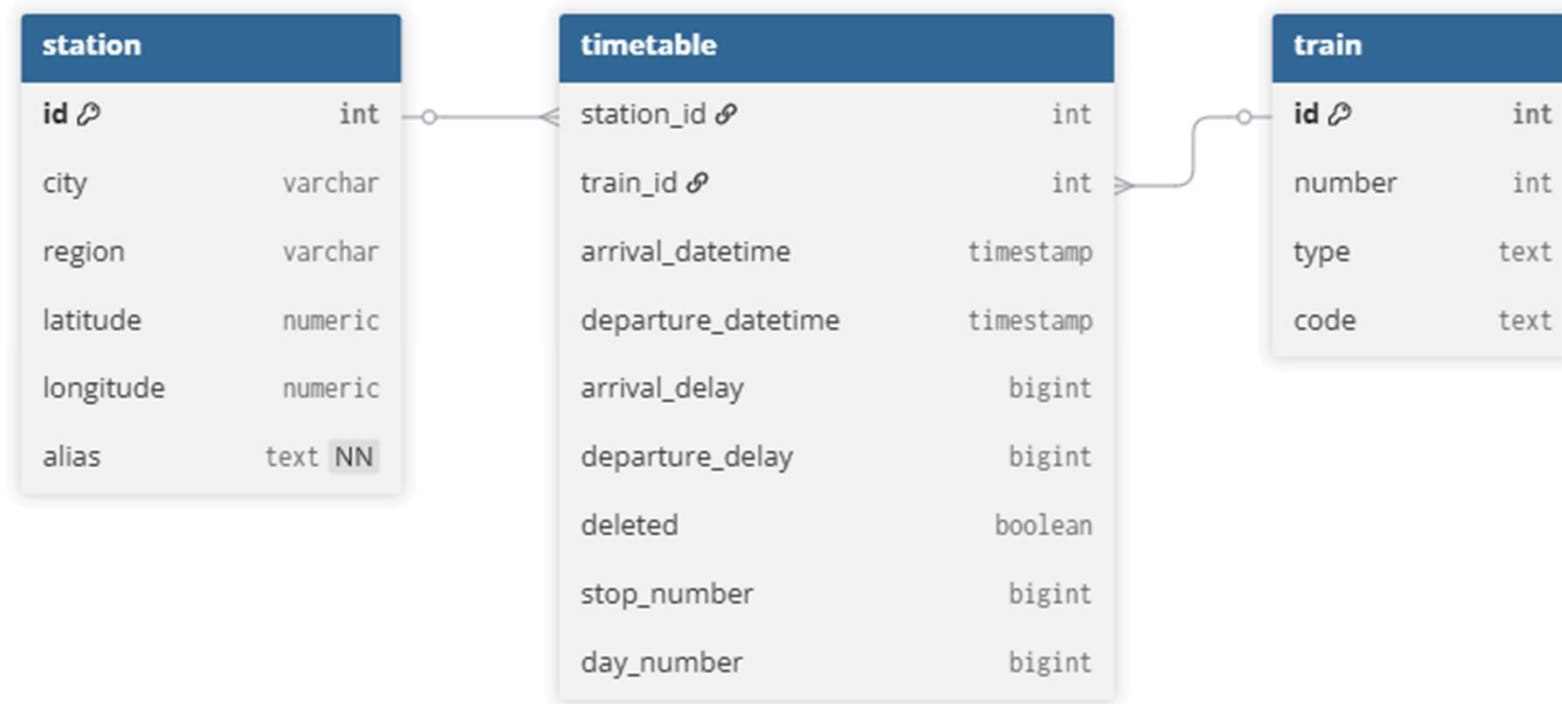 station
id int
city varchar
region varchar
latitude numeric
longitude numeric
alias text NN
timetable
station_id int
train_id int
arrival_datetime timestamp
departure_datetime timestamp
arrival_delay bigint
departure_delay bigint
deleted boolean
stop_number bigint
day_number bigint
train
id int
number int
type text
code text